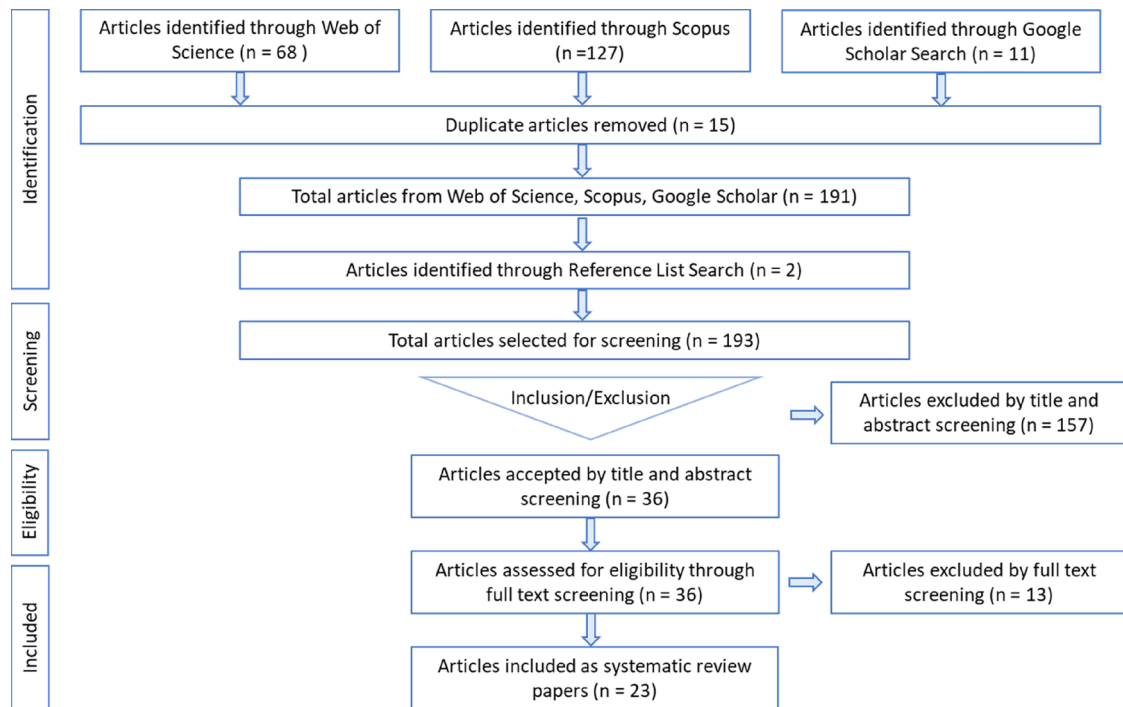 Articles identified through Web of
Science (n = 68 )
Articles identified through Scopus
(n =127)
Articles identified through Google
Scholar Search (n = 11)
Identification
Duplicate articles removed (n = 15)
Total articles from Web of Science, Scopus, Google Scholar (n = 191)
Articles identified through Reference List Search (n = 2)
Screening
Total articles selected for screening (n = 193)
Inclusion/Exclusion
Articles excluded by title and
abstract screening (n = 157)
Eligibility
Articles accepted by title and abstract
screening (n = 36)
Articles assessed for eligibility through
full text screening (n = 36)
Articles excluded by full text
screening (n = 13)
Included
Articles included as systematic review
papers (n = 23)